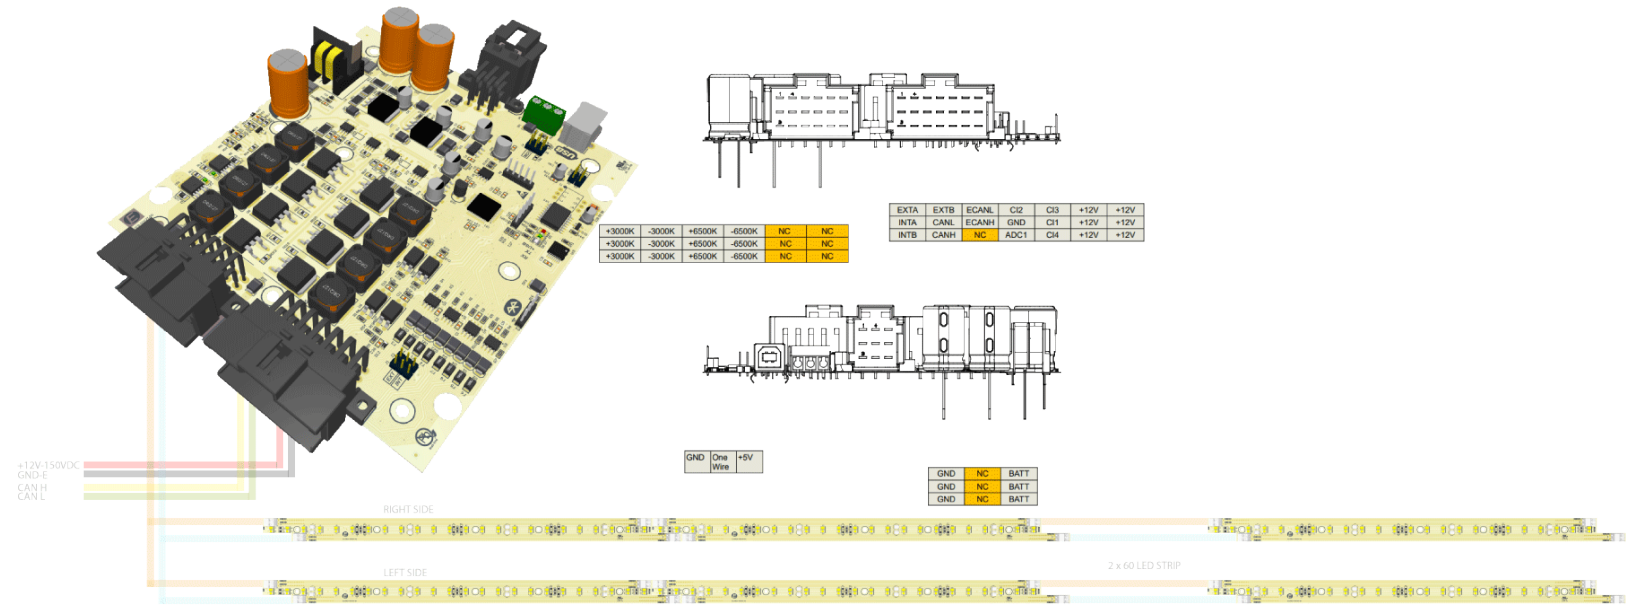 EXTA EXTB ECANL CI2 CI3 +12V +12V
INTA CANL ECANH GND CI1 +12V +12V
INTB CANH NC ADC1 CI4 +12V +12V
+3000K -3000K +6500K -6500K NC NC
+3000K -3000K +6500K -6500K NC NC
+3000K -3000K +6500K -6500K NC NC
USB
GND One Wire +5V
GND NC BATT
GND NC BATT
GND NC BATT
+12V-150VDC
GND-E
CAN H
CAN L
RIGHT SIDE
LEFT SIDE
2 x 60 LED STRIP